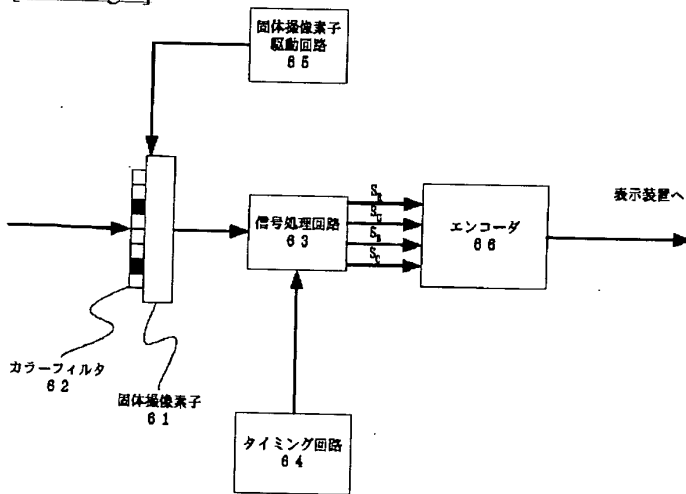 固体撮像素子
駆動回路
65
信号処理回路
63
S_R
S_G
S_B
S_C
エンコーダ
66
表示装置へ
カラーフィルタ
62
固体撮像素子
61
タイミング回路
64